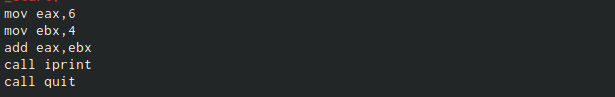 mov eax,6
mov ebx,4
add eax,ebx
call iprint
call quit